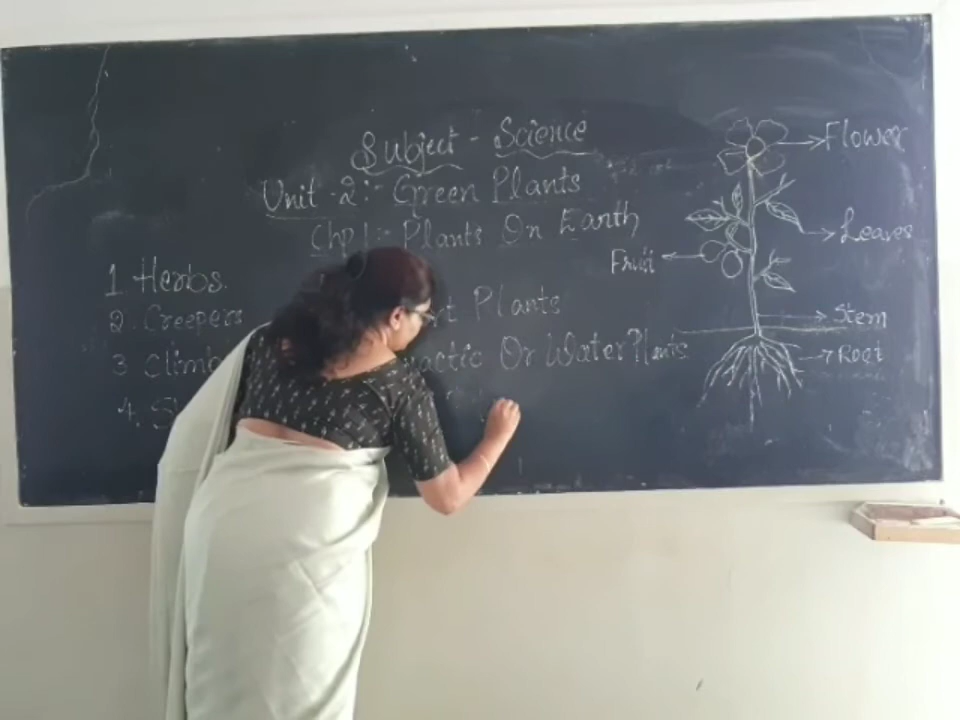 Subject - Science
Unit - 2 :- Green Plants
Chp 1 :- Plants On Earth
1 Herbs.
2. Creepers
3 Climb
4. S
t Plants
actic Or Water Plants
Flower
Leaves
Fruit
Stem
Root